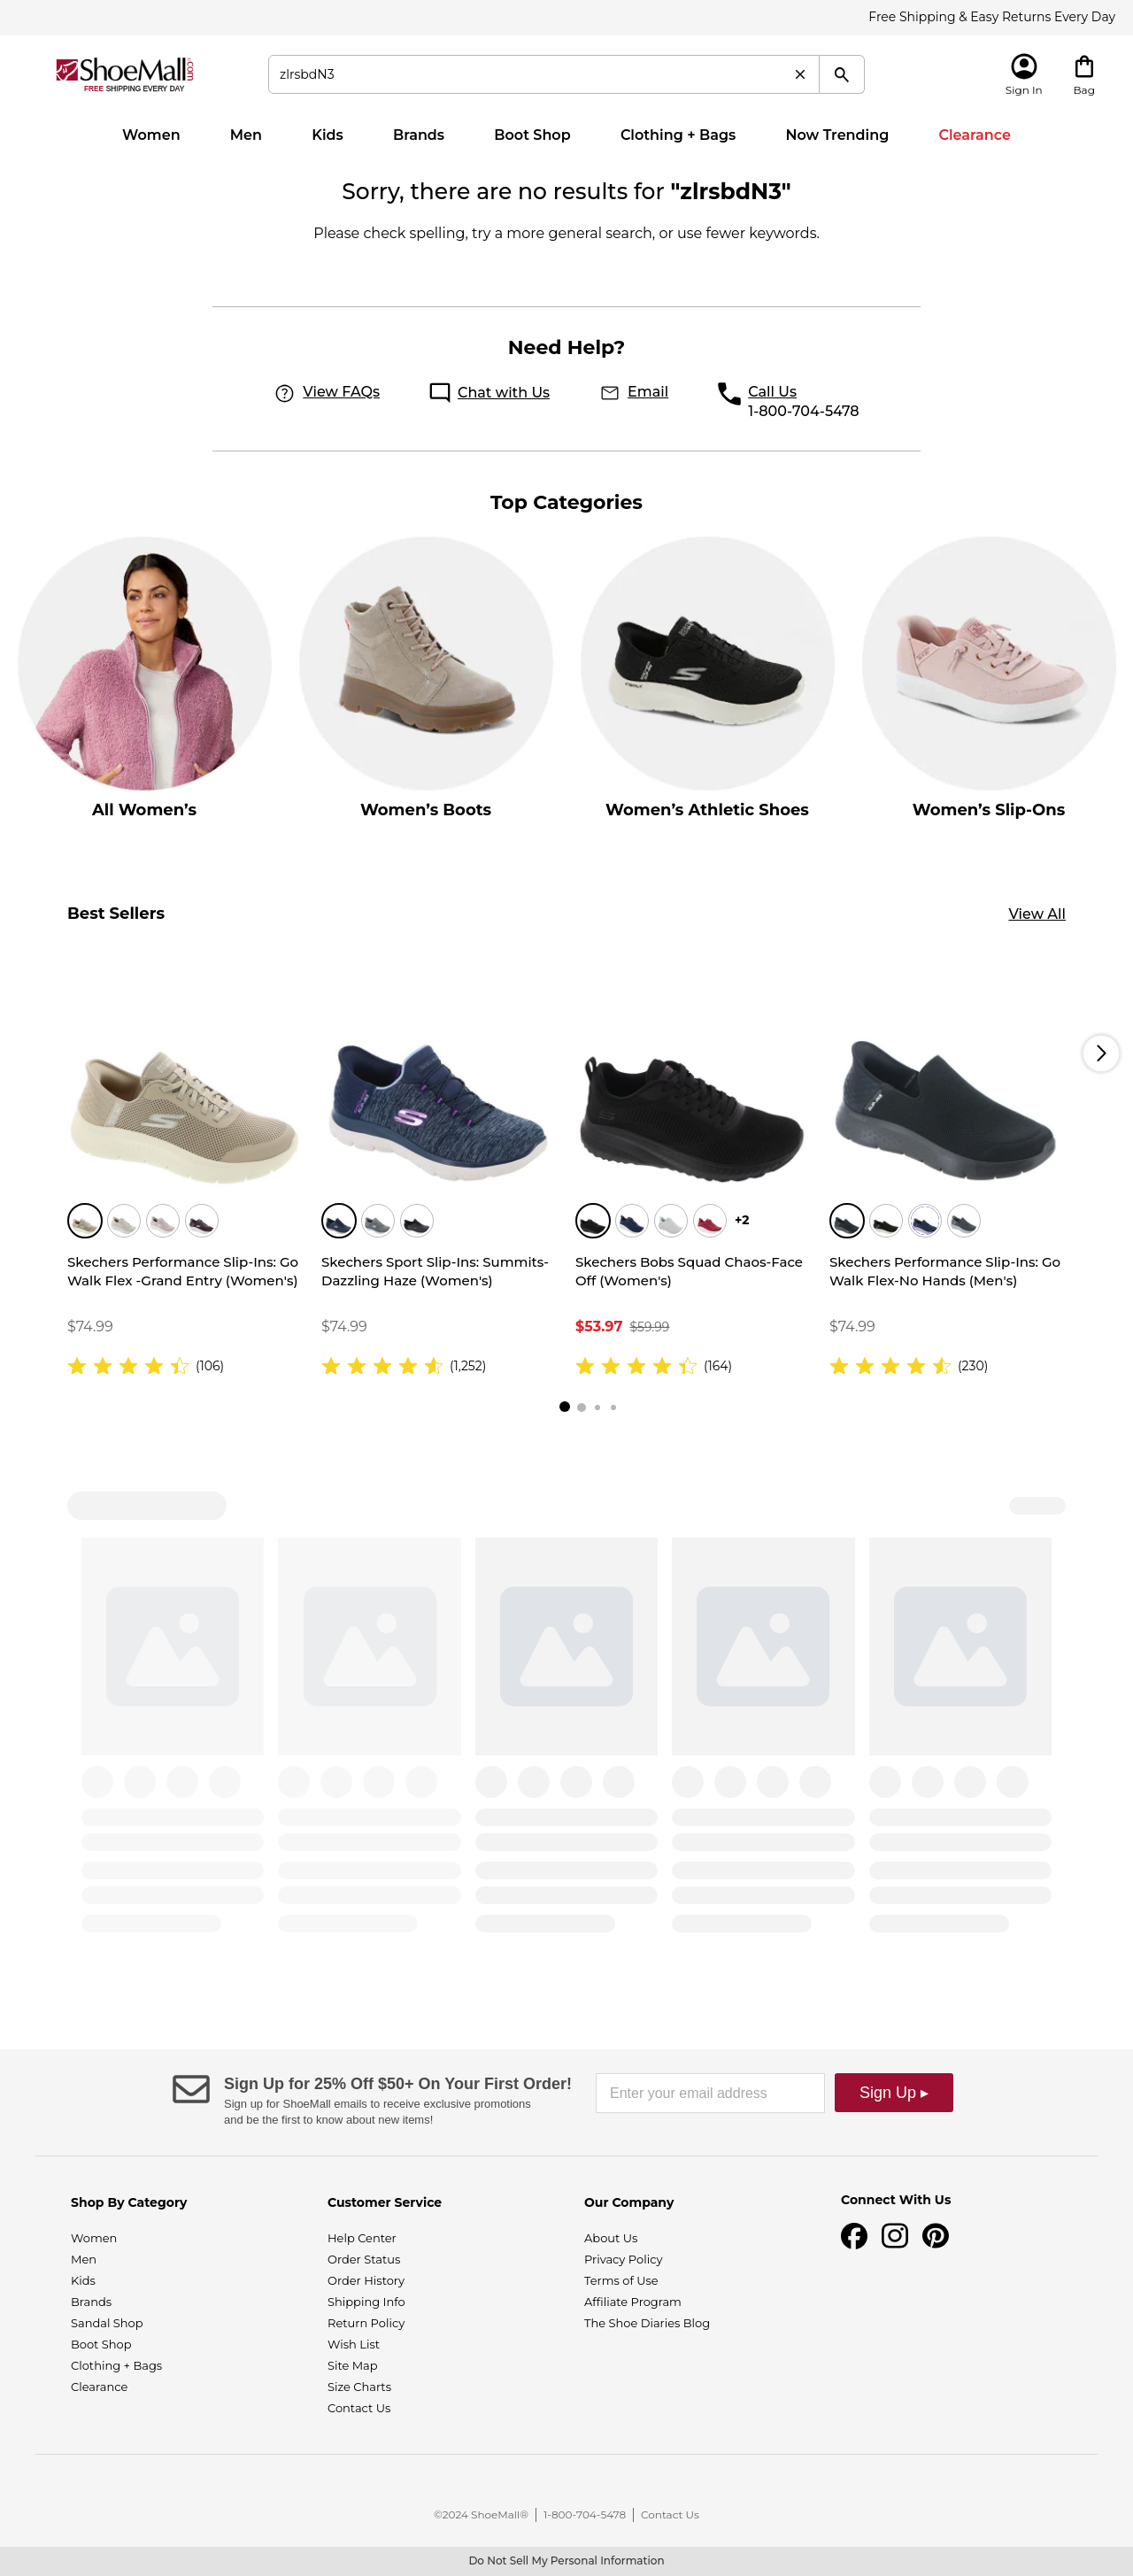 Free Shipping & Easy Returns Every Day
ShoeMall.com
FREE SHIPPING EVERY DAY
zlrsbdN3
Sign In
Bag
Women
Men
Kids
Brands
Boot Shop
Clothing + Bags
Now Trending
Clearance
Sorry, there are no results for "zlrsbdN3"
Please check spelling, try a more general search, or use fewer keywords.
Need Help?
View FAQs
Chat with Us
Email
Call Us
1-800-704-5478
Top Categories
All Women’s
Women’s Boots
Women’s Athletic Shoes
Women’s Slip-Ons
Best Sellers
View All
+2
Skechers Performance Slip-Ins: Go
Walk Flex -Grand Entry (Women's)
$74.99
(106)
Skechers Sport Slip-Ins: Summits-
Dazzling Haze (Women's)
$74.99
(1,252)
Skechers Bobs Squad Chaos-Face
Off (Women's)
$53.97 $59.99
(164)
Skechers Performance Slip-Ins: Go
Walk Flex-No Hands (Men's)
$74.99
(230)
Sign Up for 25% Off $50+ On Your First Order!
Sign up for ShoeMall emails to receive exclusive promotions
and be the first to know about new items!
Enter your email address
Sign Up ▸
Shop By Category
Women
Men
Kids
Brands
Sandal Shop
Boot Shop
Clothing + Bags
Clearance
Customer Service
Help Center
Order Status
Order History
Shipping Info
Return Policy
Wish List
Site Map
Size Charts
Contact Us
Our Company
About Us
Privacy Policy
Terms of Use
Affiliate Program
The Shoe Diaries Blog
Connect With Us
©2024 ShoeMall®
1-800-704-5478
Contact Us
Do Not Sell My Personal Information